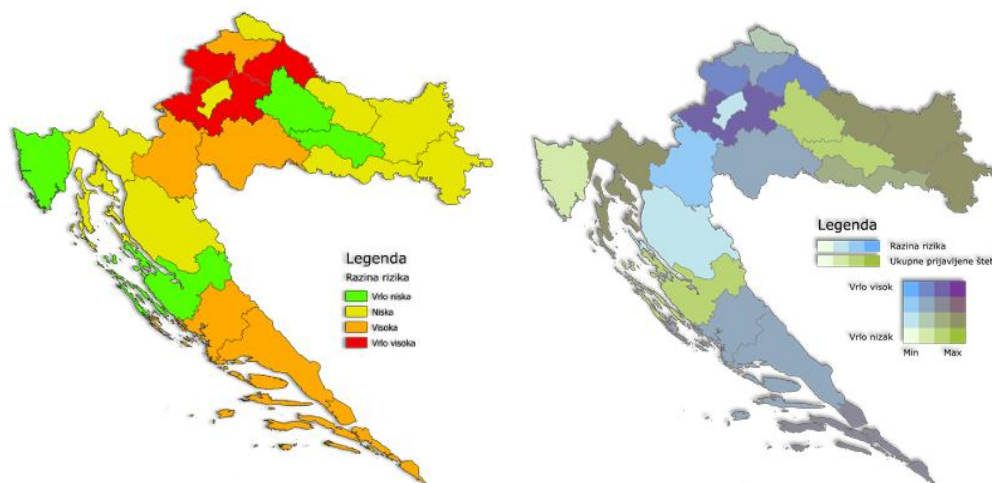 Legenda
Razina rizika
Vrlo niska
Niska
Visoka
Vrlo visoka
Legenda
Razina rizika
Ukupne prijavljene štet
Vrlo visok
Vrlo nizak
Min Max